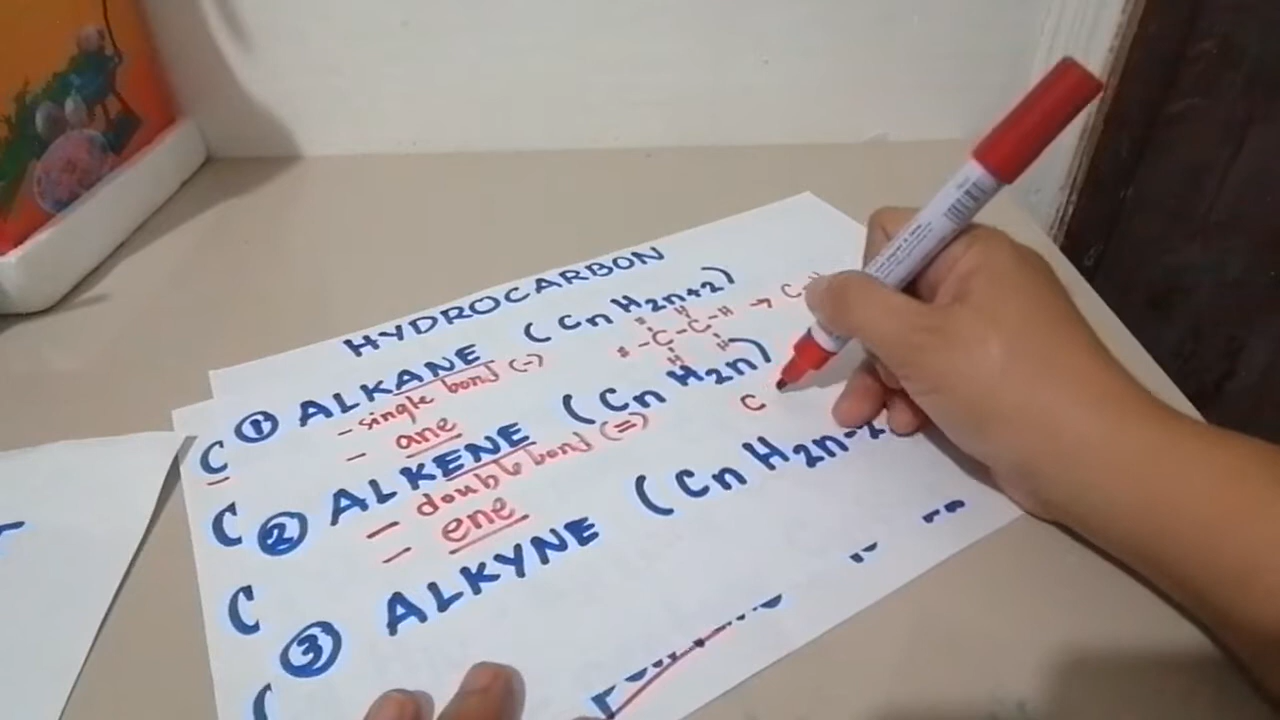 HYDROCARBON
① ALKANE (CnH2n+2)
- single bond (-)
- ane
H H
H-C-C-H → C
H H
② ALKENE (CnH2n)
- double bond (=)
- ene
C
③ ALKYNE (CnH2n-2
C
C
C
C